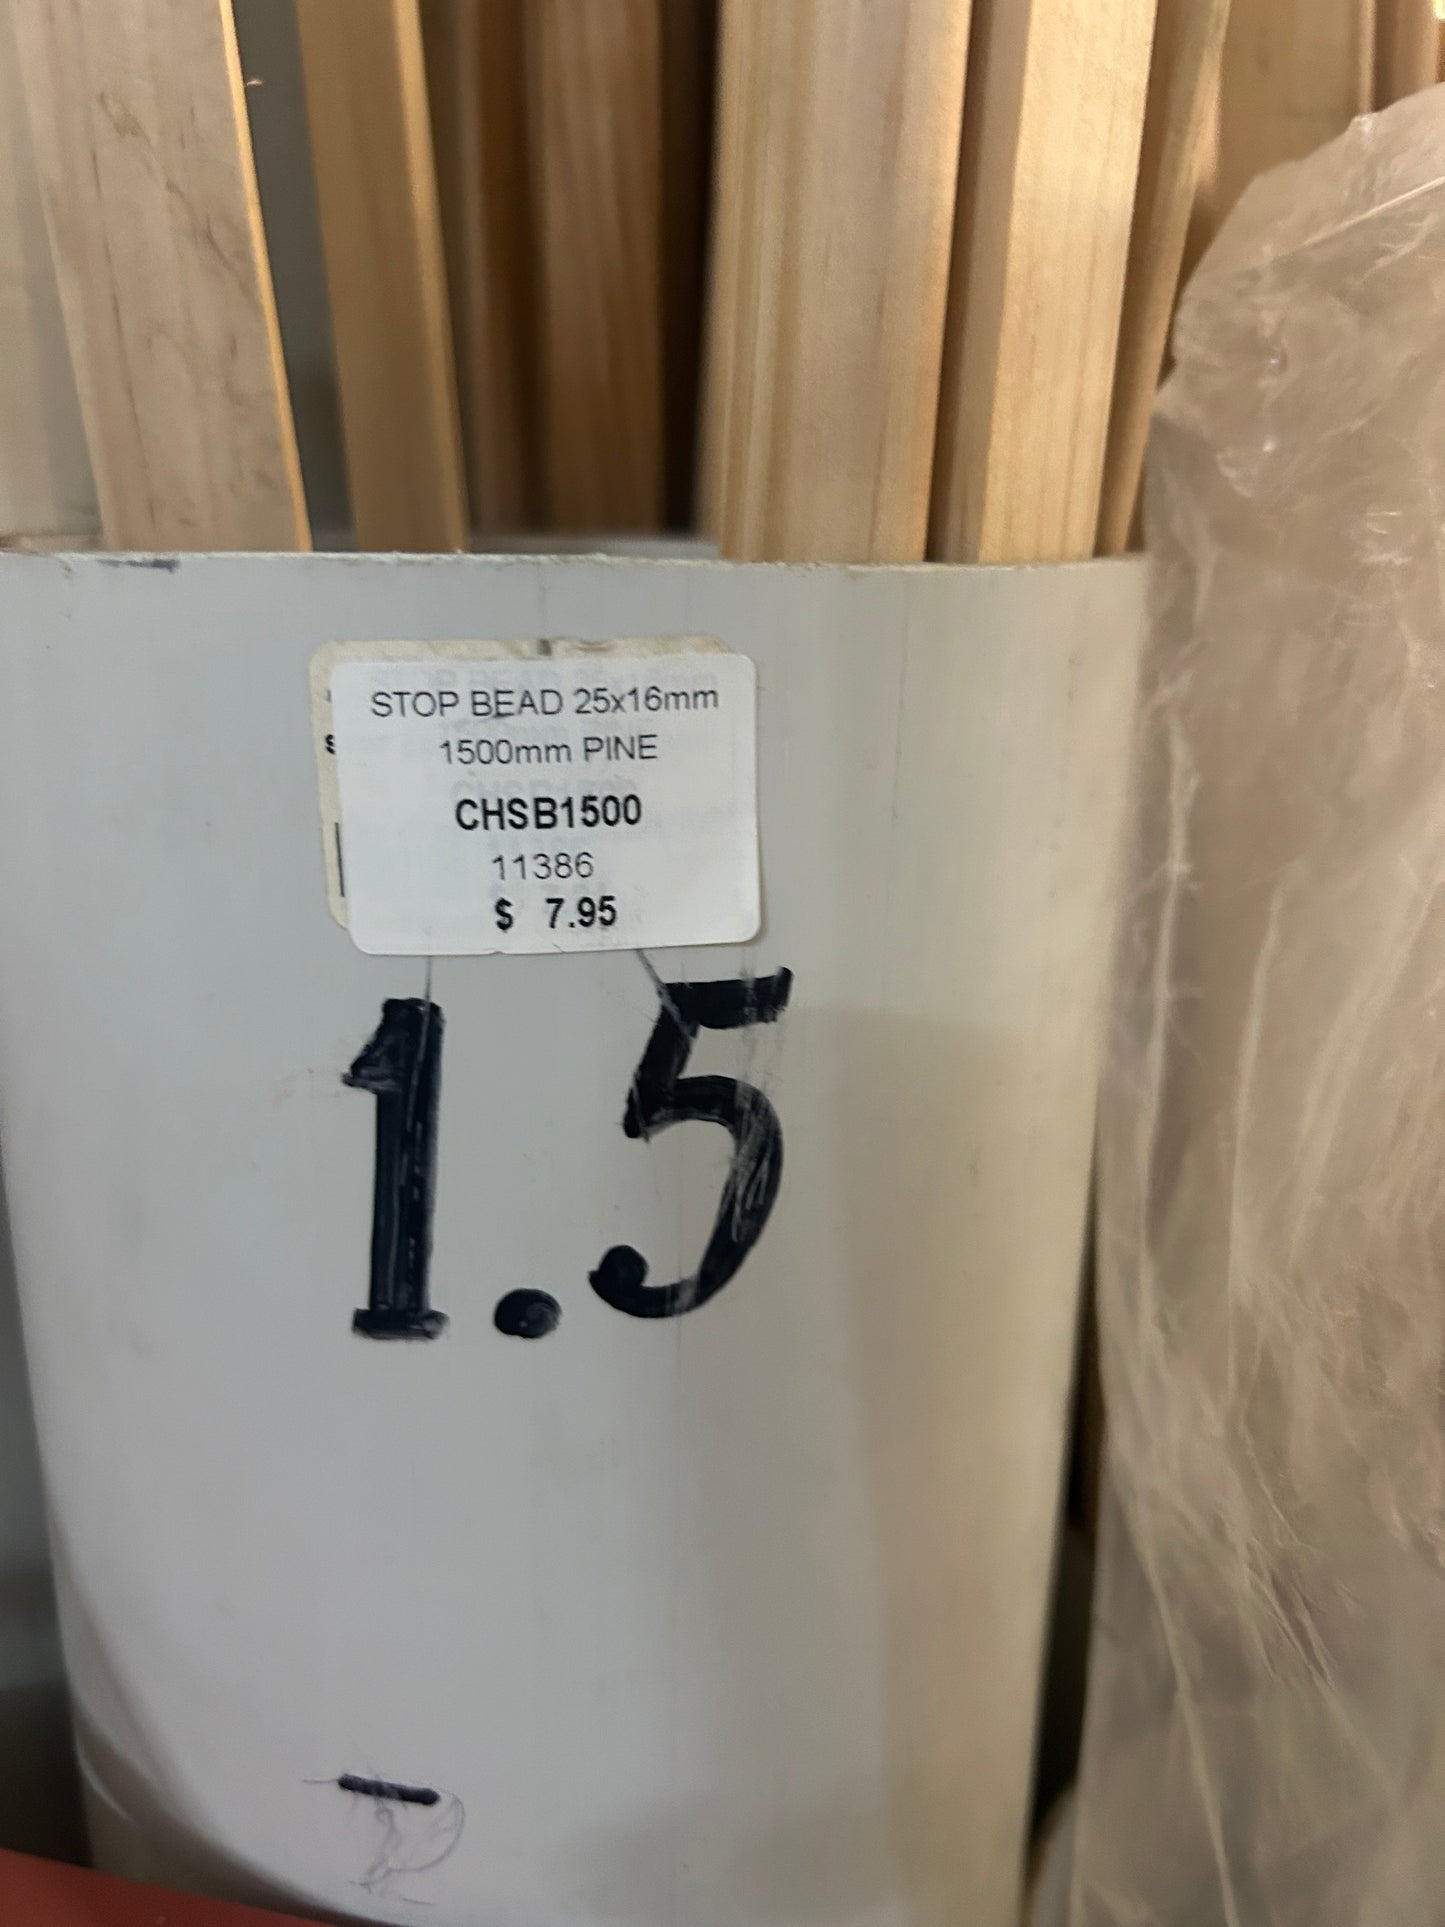 STOP BEAD 25x16mm
1500mm PINE
CHSB1500
11386
$ 7.95
1.5